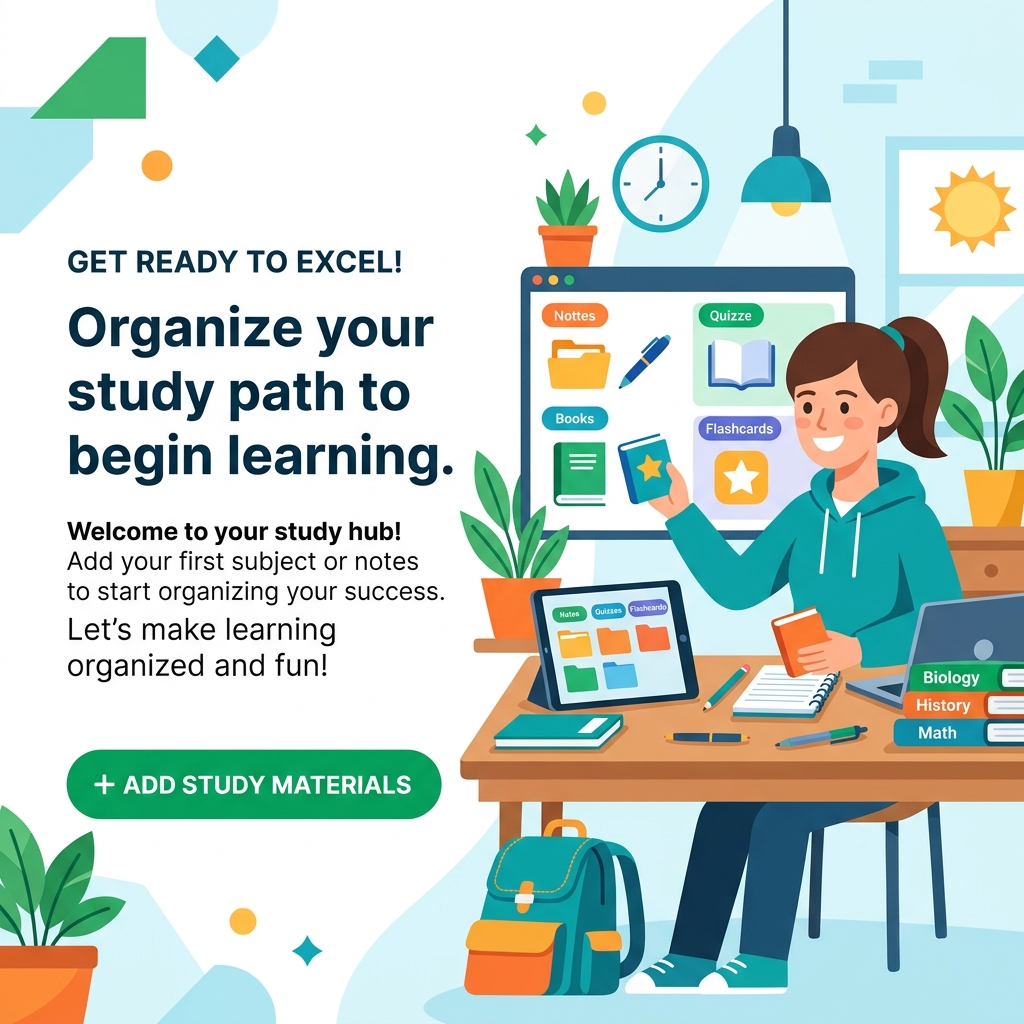 GET READY TO EXCEL!
Organize your
study path to
begin learning.
Welcome to your study hub!
Add your first subject or notes
to start organizing your success.
Let's make learning
organized and fun!
+ ADD STUDY MATERIALS
Nottes
Quizze
Books
Flashcards
Notes
Quizzes
Flasheardo
Biology
History
Math